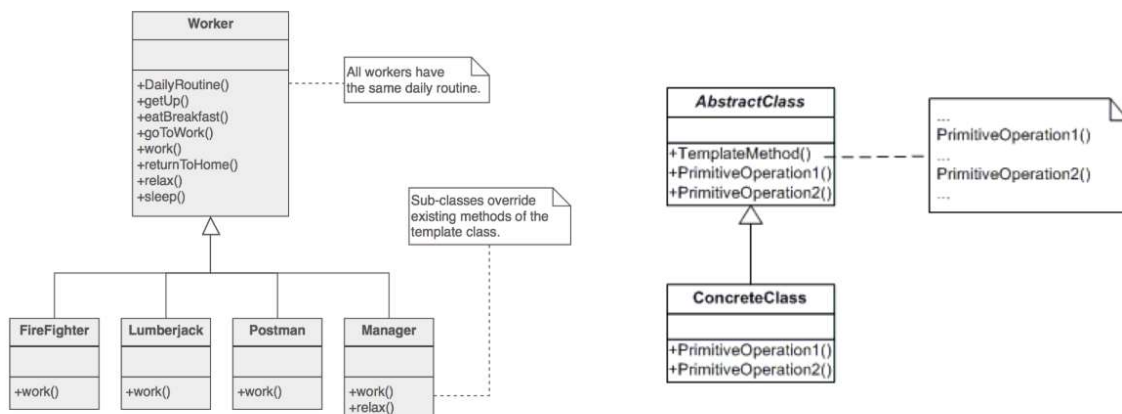 Worker
+DailyRoutine()
+getUp()
+eatBreakfast()
+goToWork()
+work()
+returnToHome()
+relax()
+sleep()
All workers have
the same daily routine.
Sub-classes override
existing methods of the
template class.
FireFighter
+work()
Lumberjack
+work()
Postman
+work()
Manager
+work()
+relax()
AbstractClass
+TemplateMethod()
+PrimitiveOperation1()
+PrimitiveOperation2()
...
PrimitiveOperation1()
...
PrimitiveOperation2()
...
ConcreteClass
+PrimitiveOperation1()
+PrimitiveOperation2()